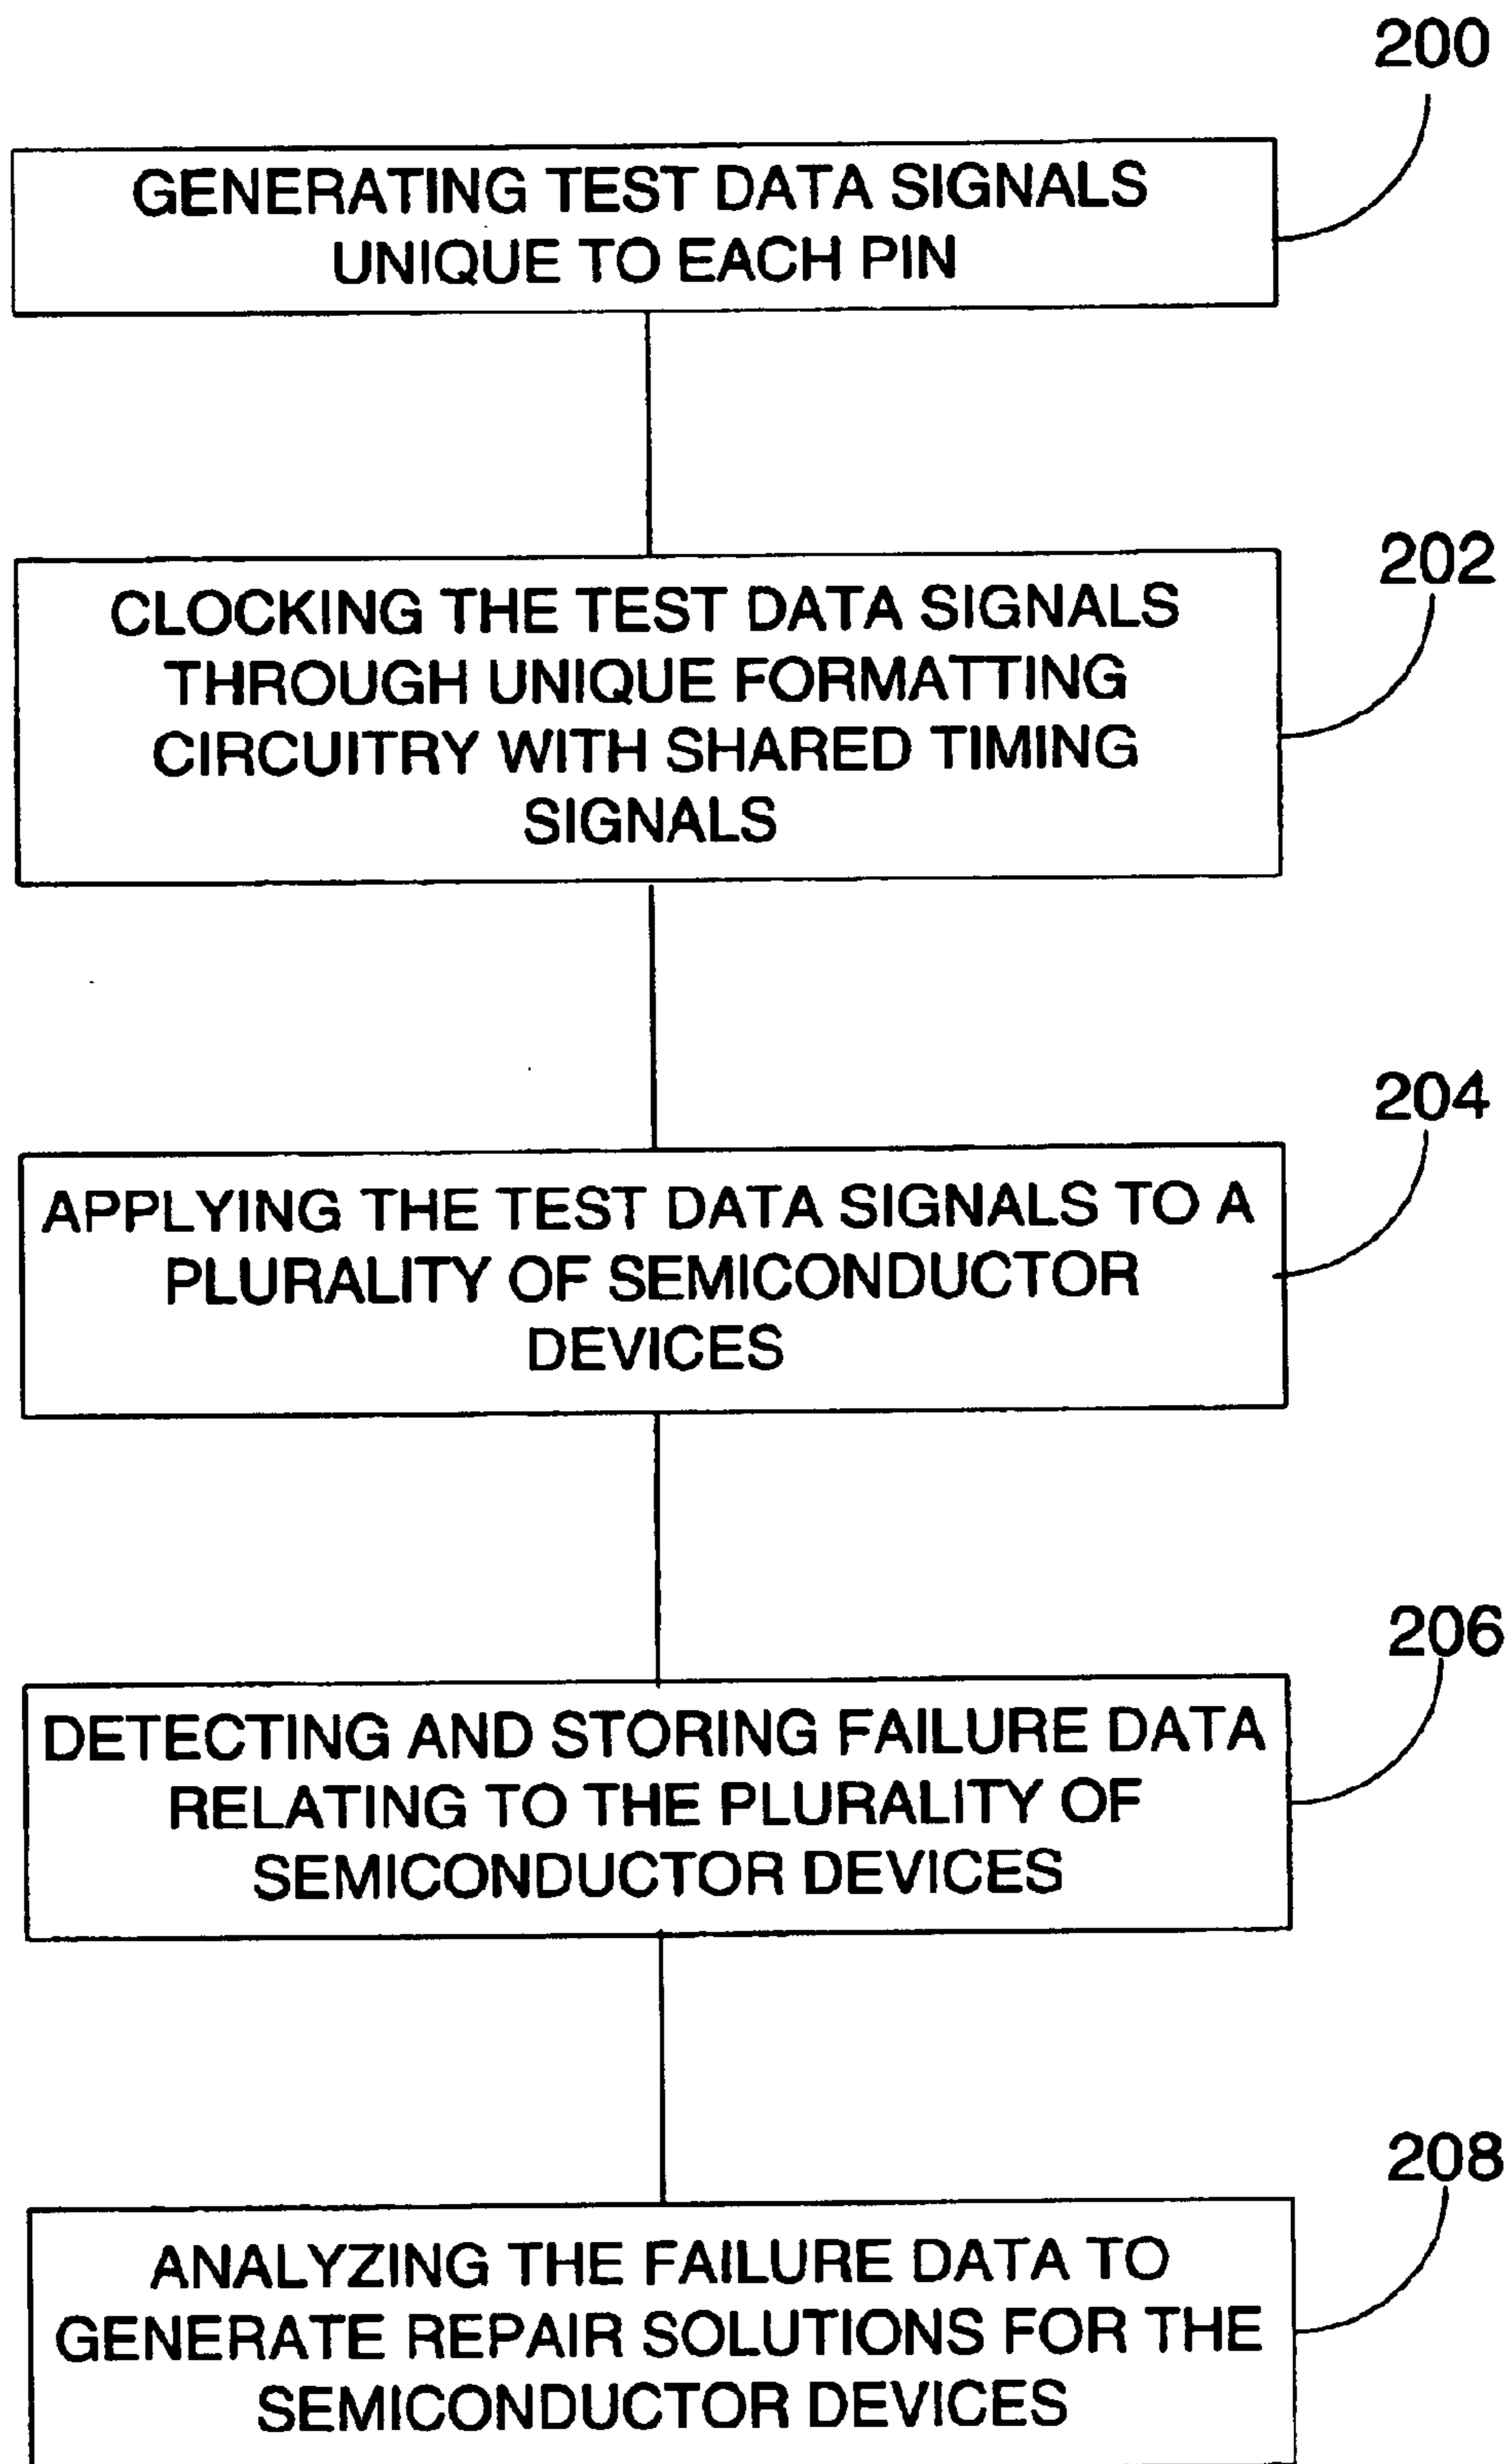 200
GENERATING TEST DATA SIGNALS
UNIQUE TO EACH PIN
202
CLOCKING THE TEST DATA SIGNALS
THROUGH UNIQUE FORMATTING
CIRCUITRY WITH SHARED TIMING
SIGNALS
204
APPLYING THE TEST DATA SIGNALS TO A
PLURALITY OF SEMICONDUCTOR
DEVICES
206
DETECTING AND STORING FAILURE DATA
RELATING TO THE PLURALITY OF
SEMICONDUCTOR DEVICES
208
ANALYZING THE FAILURE DATA TO
GENERATE REPAIR SOLUTIONS FOR THE
SEMICONDUCTOR DEVICES